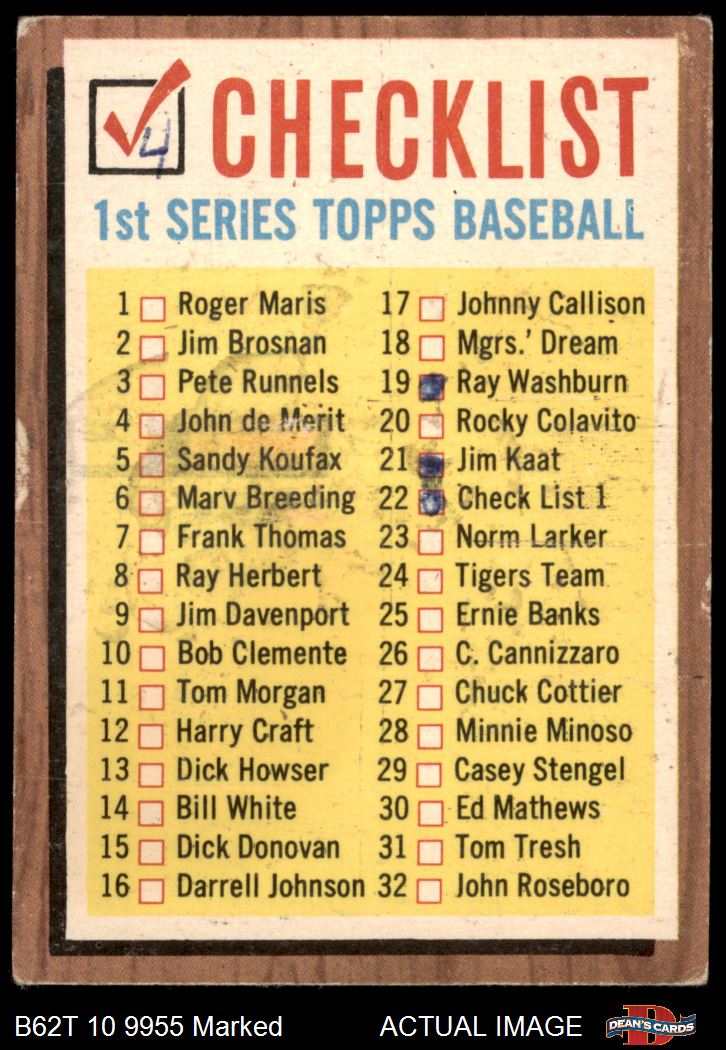 4
CHECKLIST
1st SERIES TOPPS BASEBALL
1 Roger Maris
2 Jim Brosnan
3 Pete Runnels
4 John de Merit
5 Sandy Koufax
6 Marv Breeding
7 Frank Thomas
8 Ray Herbert
9 Jim Davenport
10 Bob Clemente
11 Tom Morgan
12 Harry Craft
13 Dick Howser
14 Bill White
15 Dick Donovan
16 Darrell Johnson
17 Johnny Callison
18 Mgrs.' Dream
19 Ray Washburn
20 Rocky Colavito
21 Jim Kaat
22 Check List 1
23 Norm Larker
24 Tigers Team
25 Ernie Banks
26 C. Cannizzaro
27 Chuck Cottier
28 Minnie Minoso
29 Casey Stengel
30 Ed Mathews
31 Tom Tresh
32 John Roseboro
B62T 10 9955 Marked
ACTUAL IMAGE
D
DEAN'S CARDS